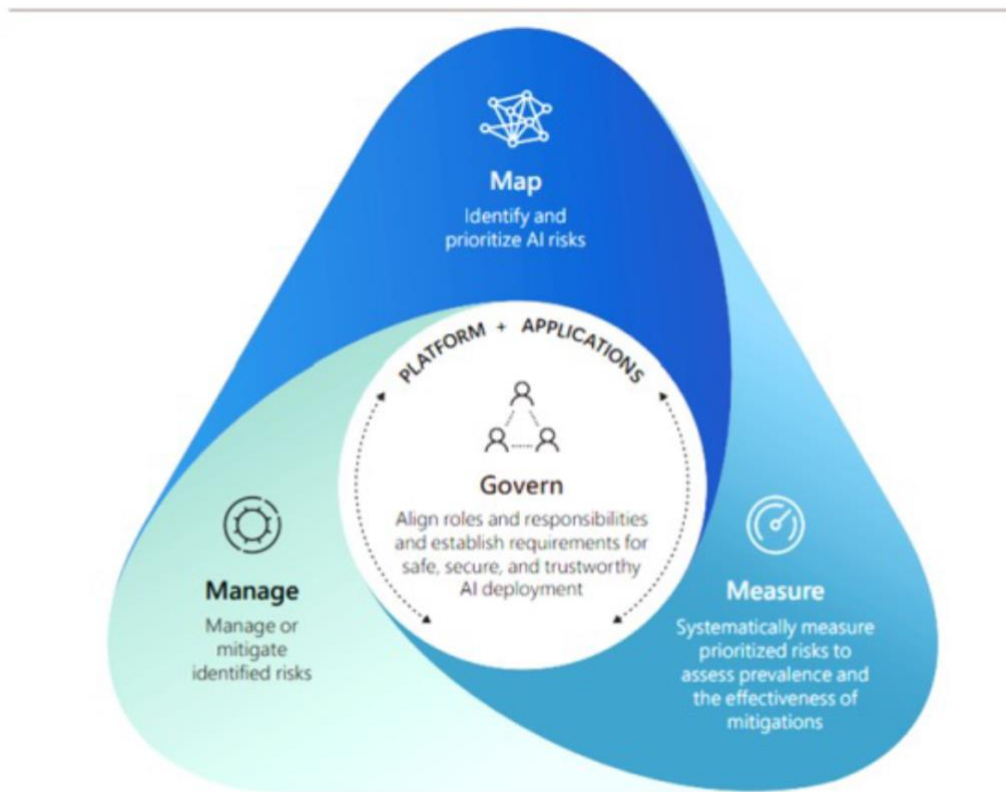 Map
Identify and
prioritize AI risks
PLATFORM + APPLICATIONS
Govern
Align roles and responsibilities
and establish requirements for
safe, secure, and trustworthy
AI deployment
Manage
Manage or
mitigate
identified risks
Measure
Systematically measure
prioritized risks to
assess prevalence and
the effectiveness of
mitigations